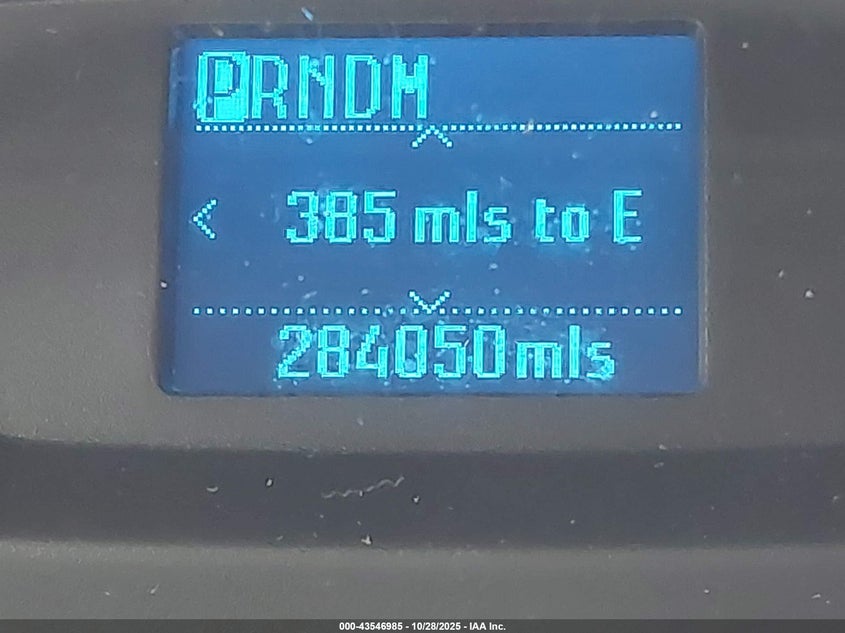 PRNDM
385 mls to E
284050mls
000-43546985 - 10/28/2025 - IAA Inc.